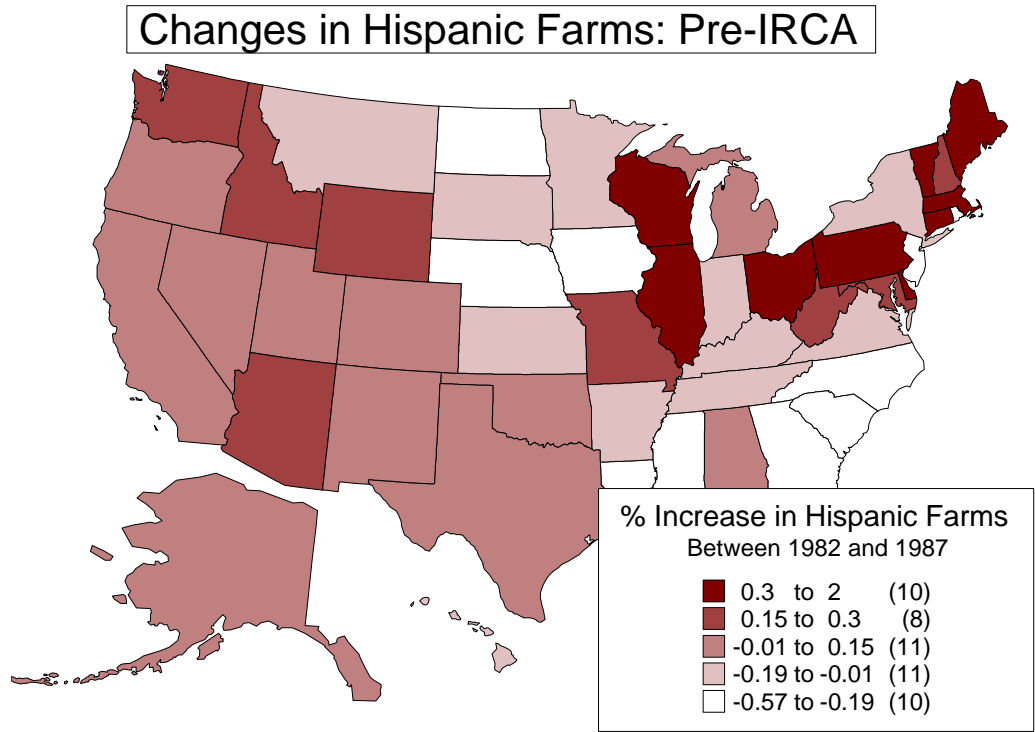 Changes in Hispanic Farms: Pre-IRCA
% Increase in Hispanic Farms
Between 1982 and 1987
0.3 to 2 (10)
0.15 to 0.3 (8)
-0.01 to 0.15 (11)
-0.19 to -0.01 (11)
-0.57 to -0.19 (10)